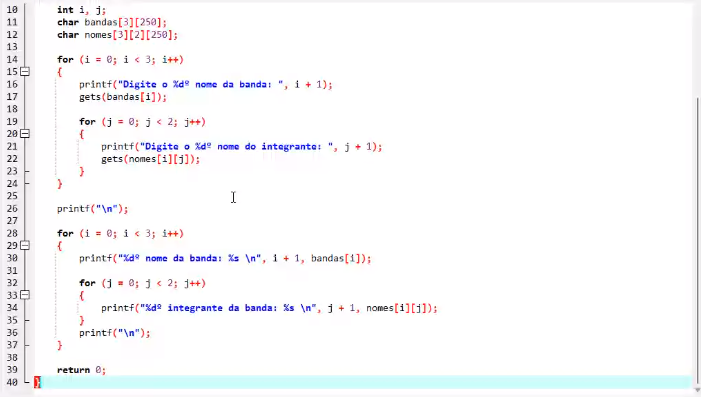 10 int i, j;
11 char bandas[3][250];
12 char nomes[3][2][250];
13
14 for (i = 0; i < 3; i++)
15 {
16 printf("Digite o %dº nome da banda: ", i + 1);
17 gets(bandas[i]);
18
19 for (j = 0; j < 2; j++)
20 {
21 printf("Digite o %dº nome do integrante: ", j + 1);
22 gets(nomes[i][j]);
23 }
24 }
25
26 printf("\n");
27
28 for (i = 0; i < 3; i++)
29 {
30 printf("%dº nome da banda: %s \n", i + 1, bandas[i]);
31
32 for (j = 0; j < 2; j++)
33 {
34 printf("%dº integrante da banda: %s \n", j + 1, nomes[i][j]);
35 }
36 printf("\n");
37 }
38
39 return 0;
40 }